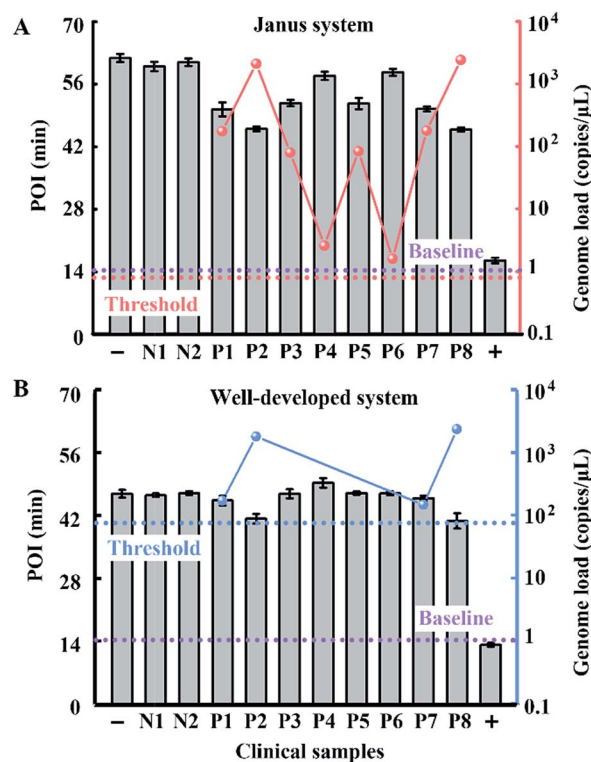 A
Janus system
POI (min)
70
56
42
28
14
0
Genome load (copies/μL)
10⁴
10³
10²
10
1
0.1
Baseline
Threshold
− N1 N2 P1 P2 P3 P4 P5 P6 P7 P8 +
B
Well-developed system
POI (min)
70
56
42
28
14
0
Genome load (copies/μL)
10⁴
10³
10²
10
1
0.1
Threshold
Baseline
− N1 N2 P1 P2 P3 P4 P5 P6 P7 P8 +
Clinical samples